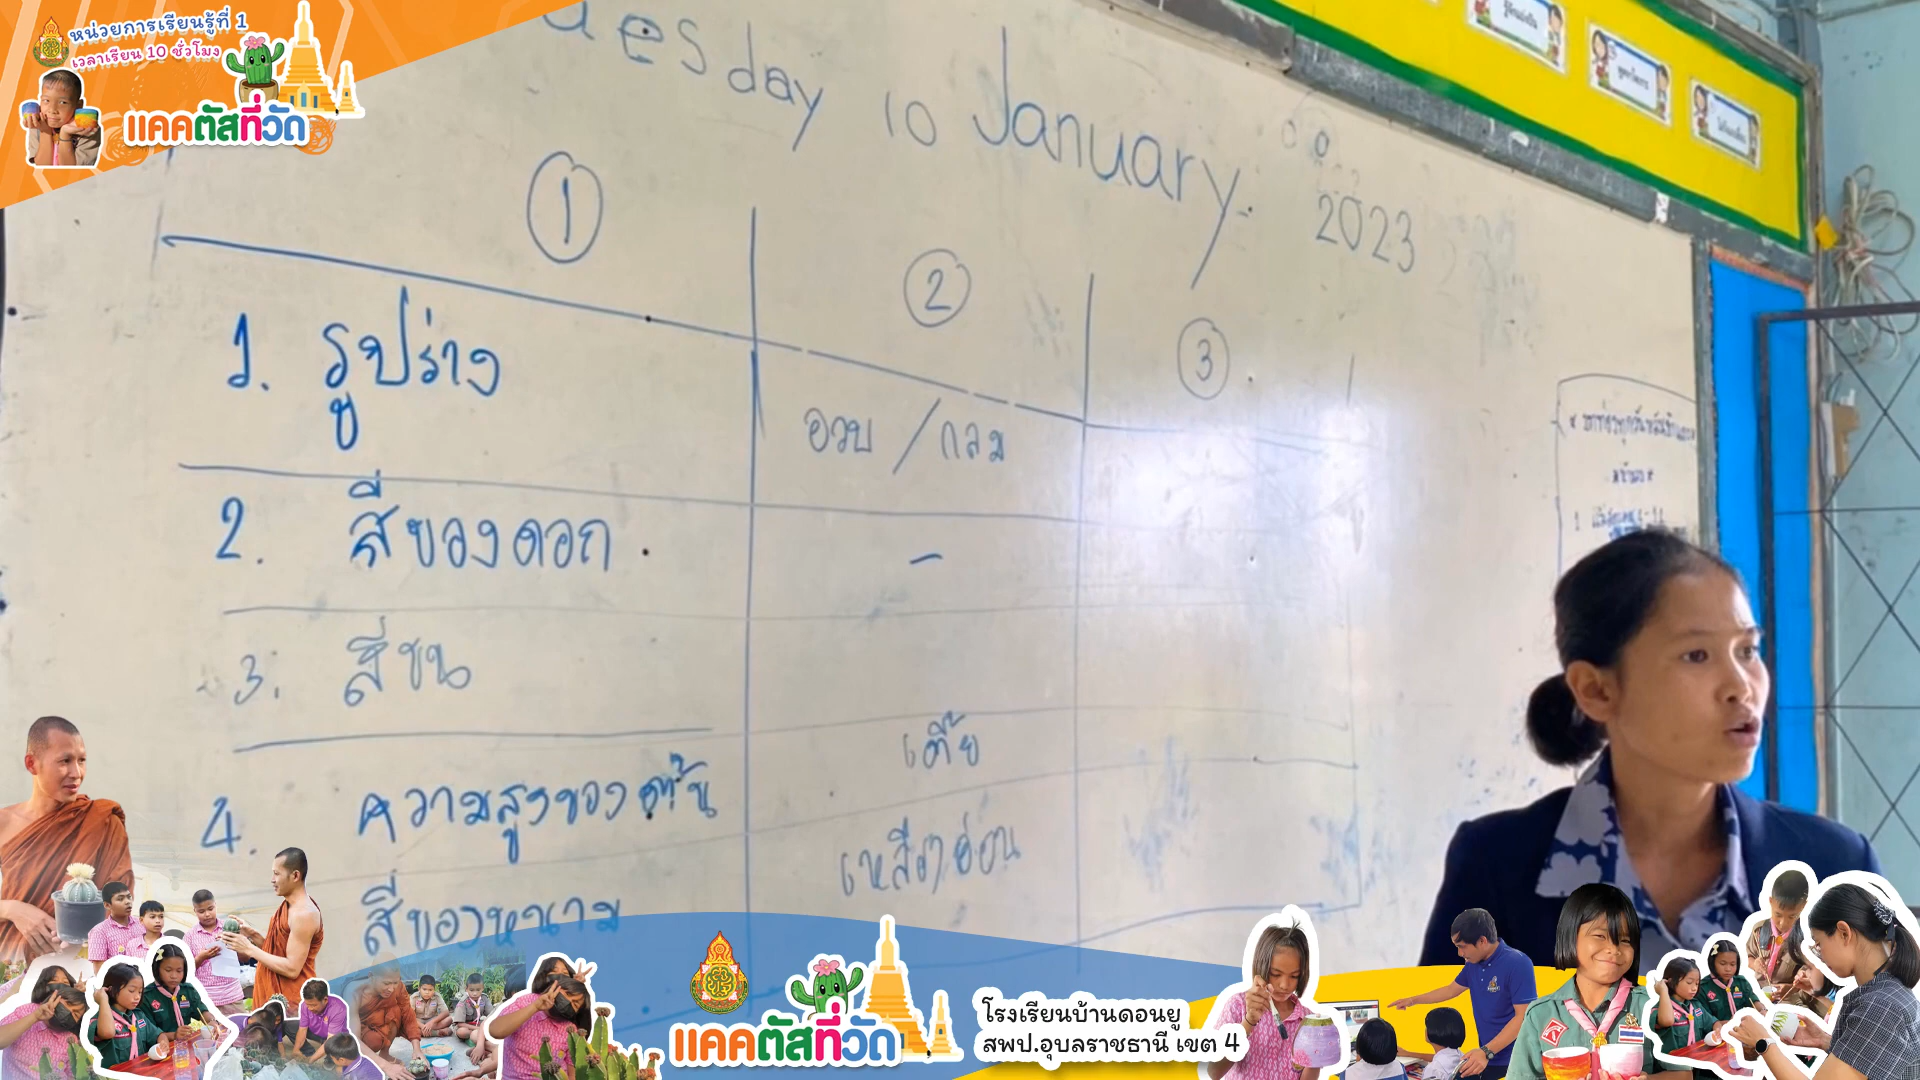 หน่วยการเรียนรู้ที่ 1
เวลาเรียน 10 ชั่วโมง
แคคตัสที่วัด
uesday 10 January 2023
1
2
3
1. รูปร่าง
อวบ / กลม
2. สีของดอก
-
3. สีขน
4. ความสูงของต้น
เตี้ย
สีของหนาม
เหลืองอ่อน
แคคตัสที่วัด
โรงเรียนบ้านดอนยู
สพป.อุบลราชธานี เขต 4